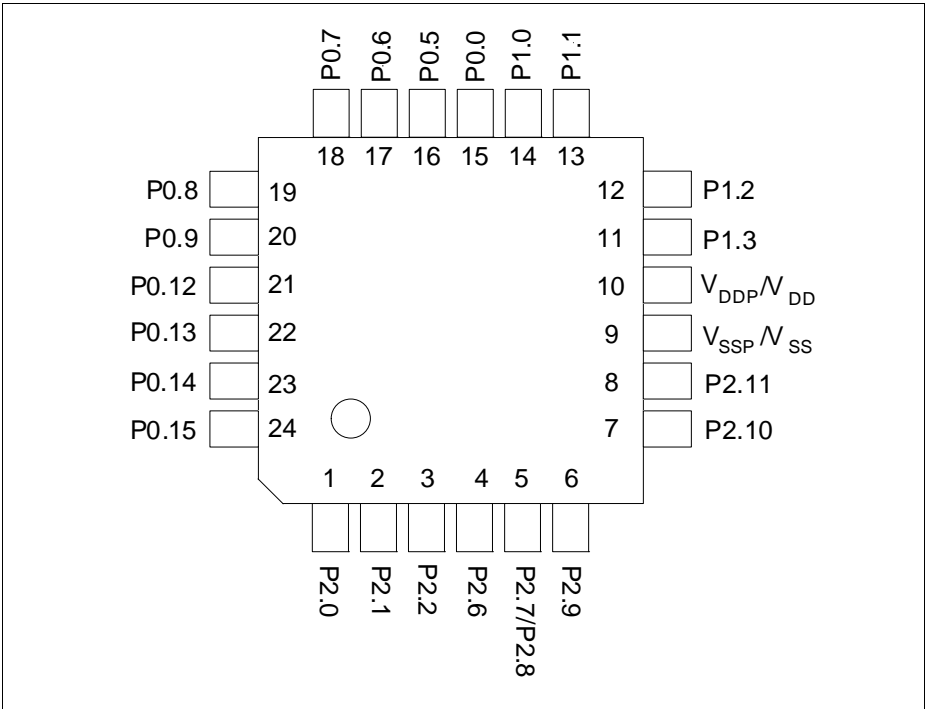 P0.7 P0.6 P0.5 P0.0 P1.0 P1.1
18 17 16 15 14 13
P0.8 19 12 P1.2
P0.9 20 11 P1.3
P0.12 21 10 VDDP/VDD
P0.13 22 9 VSSP/VSS
P0.14 23 8 P2.11
P0.15 24 7 P2.10
1 2 3 4 5 6
P2.0 P2.1 P2.2 P2.6 P2.7/P2.8 P2.9